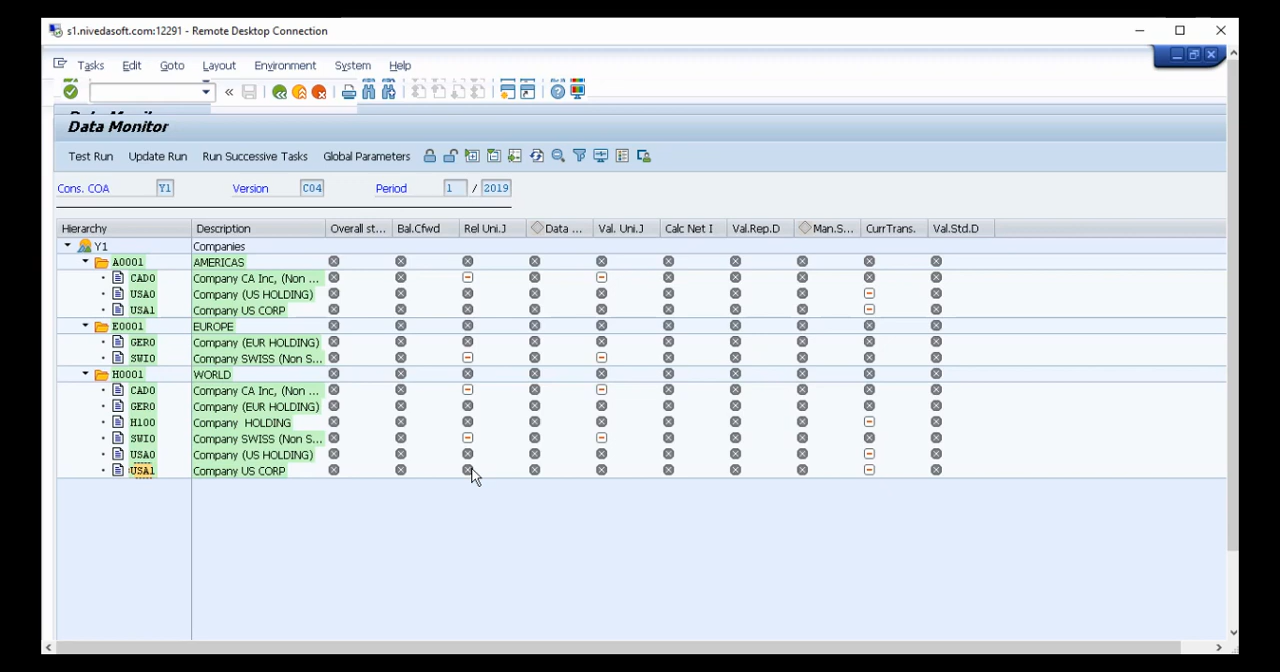 s1.nivedasoft.com:12291 - Remote Desktop Connection
Tasks Edit Goto Layout Environment System Help
Data Monitor
Test Run Update Run Run Successive Tasks Global Parameters
Cons. COA Y1 Version C04 Period 1 / 2019
Hierarchy Description Overall st... Bal.Cfwd Rel Uni.J Data ... Val. Uni.J Calc Net I Val.Rep.D Man.S... CurrTrans. Val.Std.D
Y1 Companies
A0001 AMERICAS
CAD0 Company CA Inc, (Non ...
USA0 Company (US HOLDING)
USA1 Company US CORP
E0001 EUROPE
GER0 Company (EUR HOLDING)
SWI0 Company SWISS (Non S...
H0001 WORLD
CAD0 Company CA Inc, (Non ...
GER0 Company (EUR HOLDING)
H100 Company HOLDING
SWI0 Company SWISS (Non S...
USA0 Company (US HOLDING)
USA1 Company US CORP